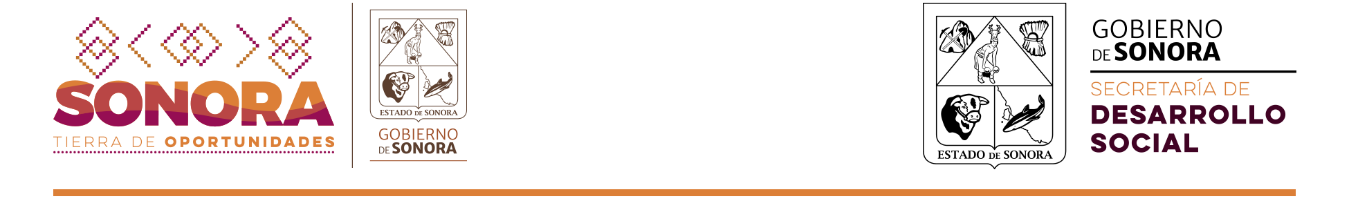 SONORA
TIERRA DE OPORTUNIDADES
ESTADO DE SONORA
GOBIERNO
DE SONORA
ESTADO DE SONORA
GOBIERNO
DE SONORA
SECRETARÍA DE
DESARROLLO
SOCIAL